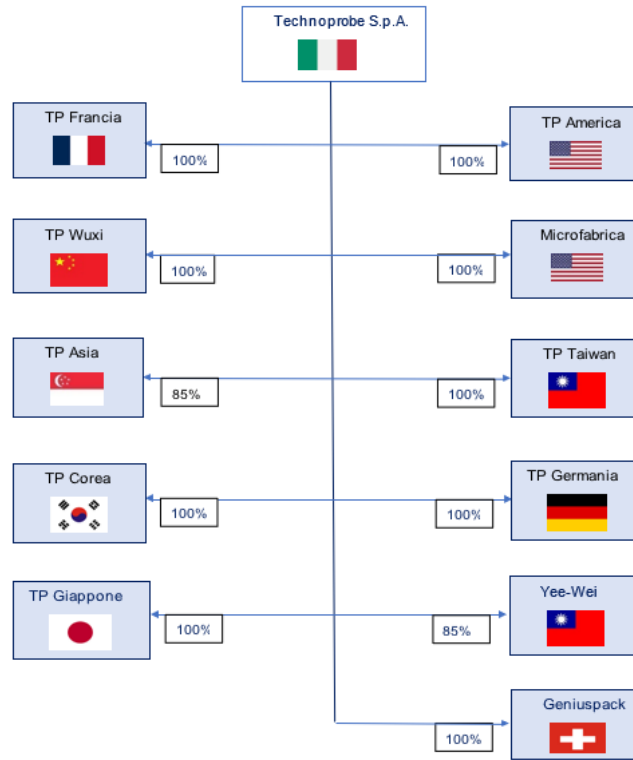 Technoprobe S.p.A.
TP Francia
100%
100%
TP America
TP Wuxi
100%
100%
Microfabrica
TP Asia
85%
100%
TP Taiwan
TP Corea
100%
100%
TP Germania
TP Giappone
100%
85%
Yee-Wei
100%
Geniuspack